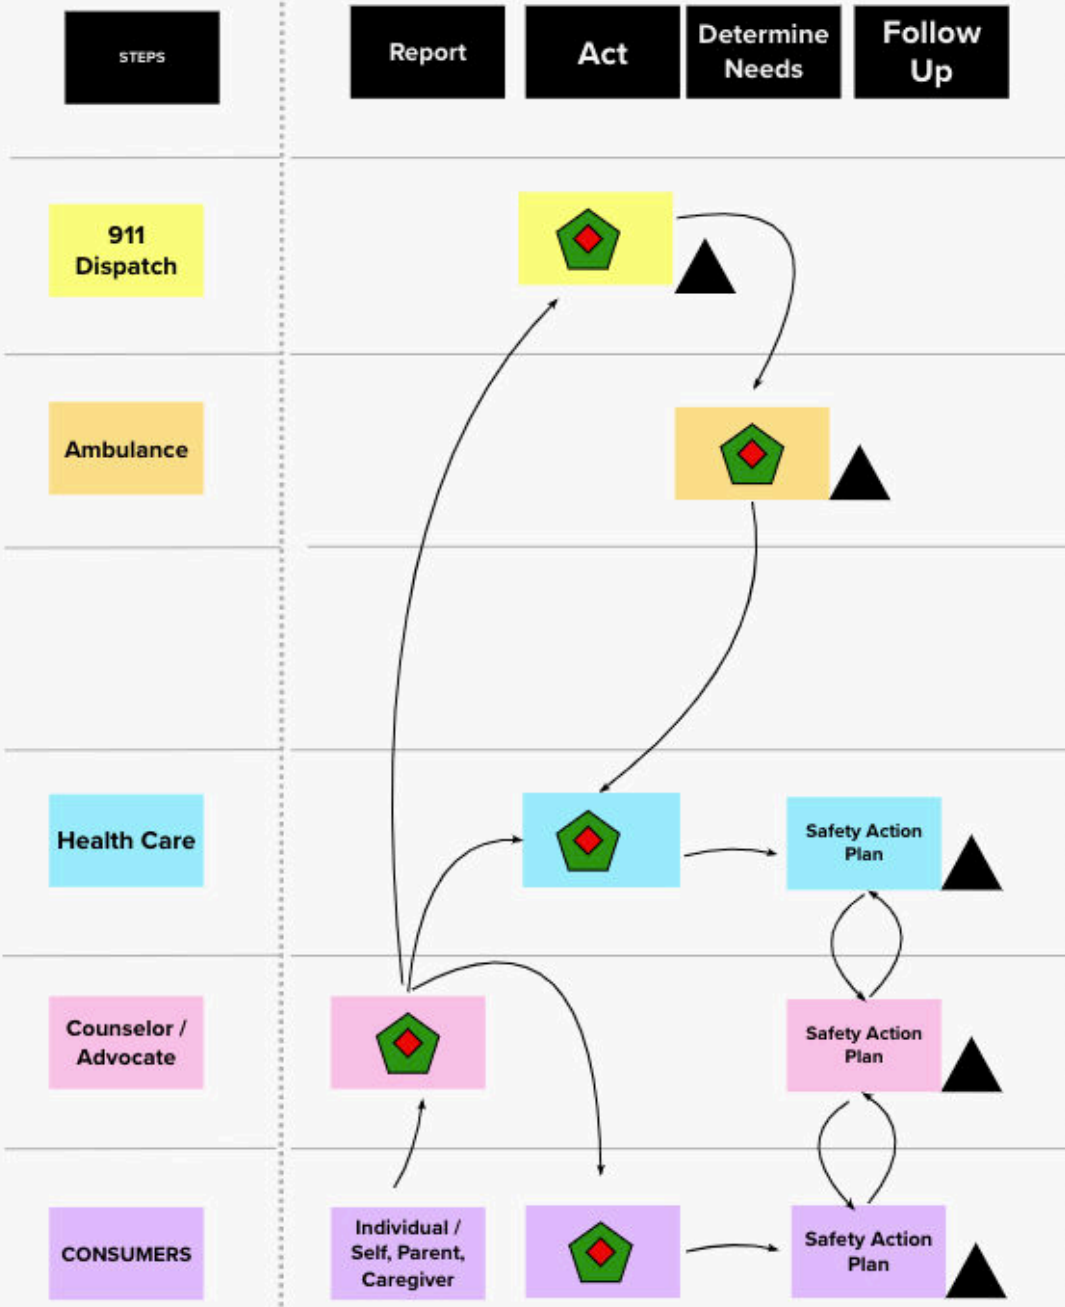 STEPS
Report
Act
Determine
Needs
Follow
Up
911
Dispatch
Ambulance
Health Care
Safety Action
Plan
Counselor /
Advocate
Safety Action
Plan
CONSUMERS
Individual /
Self, Parent,
Caregiver
Safety Action
Plan